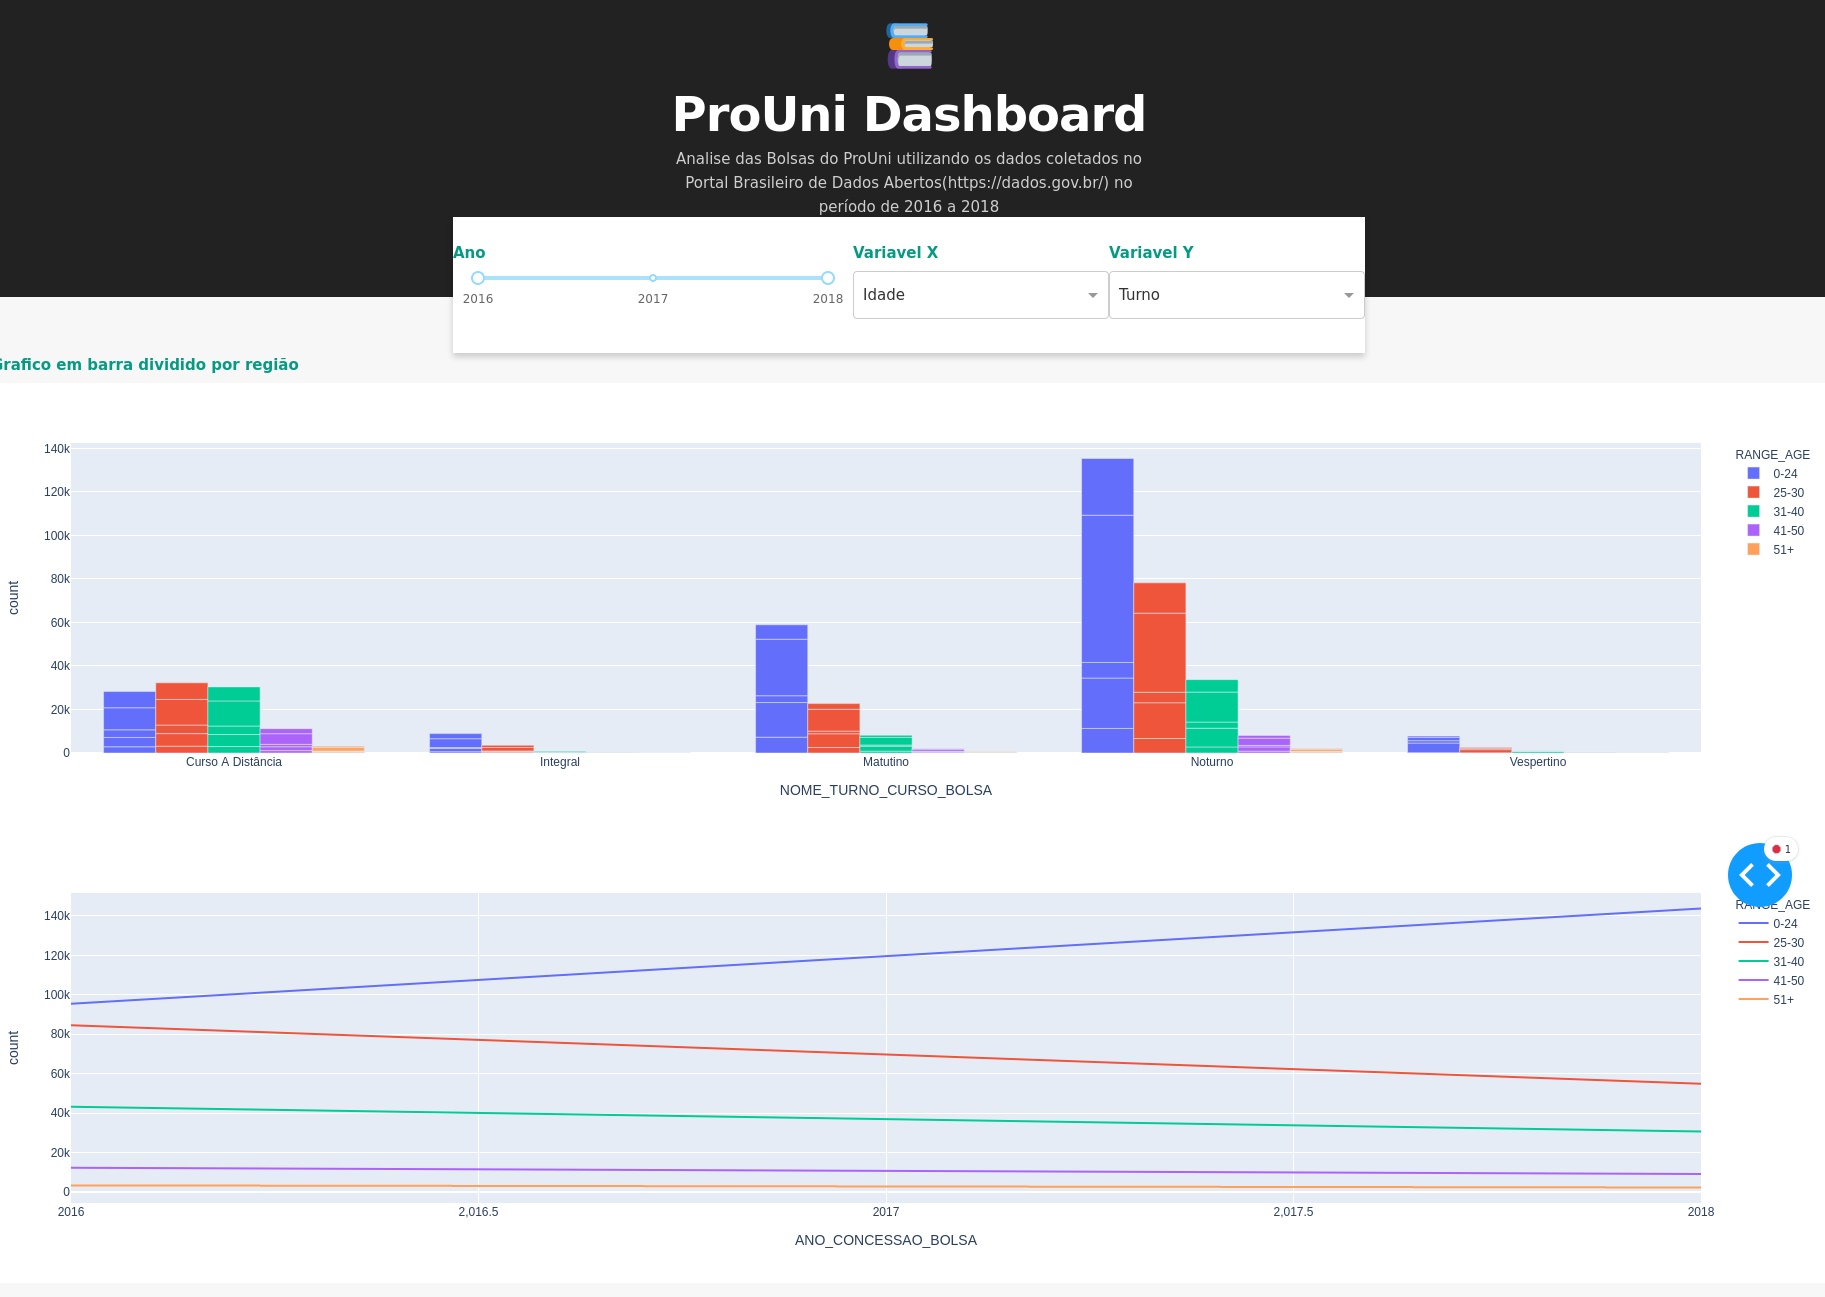 ProUni Dashboard
Analise das Bolsas do ProUni utilizando os dados coletados no
Portal Brasileiro de Dados Abertos(https://dados.gov.br/) no
período de 2016 a 2018
Ano
Variavel X
Variavel Y
2016
2017
2018
Idade
Turno
Grafico em barra dividido por região
140k
120k
100k
80k
60k
40k
20k
0
count
Curso A Distância
Integral
Matutino
Noturno
Vespertino
NOME_TURNO_CURSO_BOLSA
RANGE_AGE
0-24
25-30
31-40
41-50
51+
1
140k
120k
100k
80k
60k
40k
20k
0
count
2016
2,016.5
2017
2,017.5
2018
ANO_CONCESSAO_BOLSA
RANGE_AGE
0-24
25-30
31-40
41-50
51+